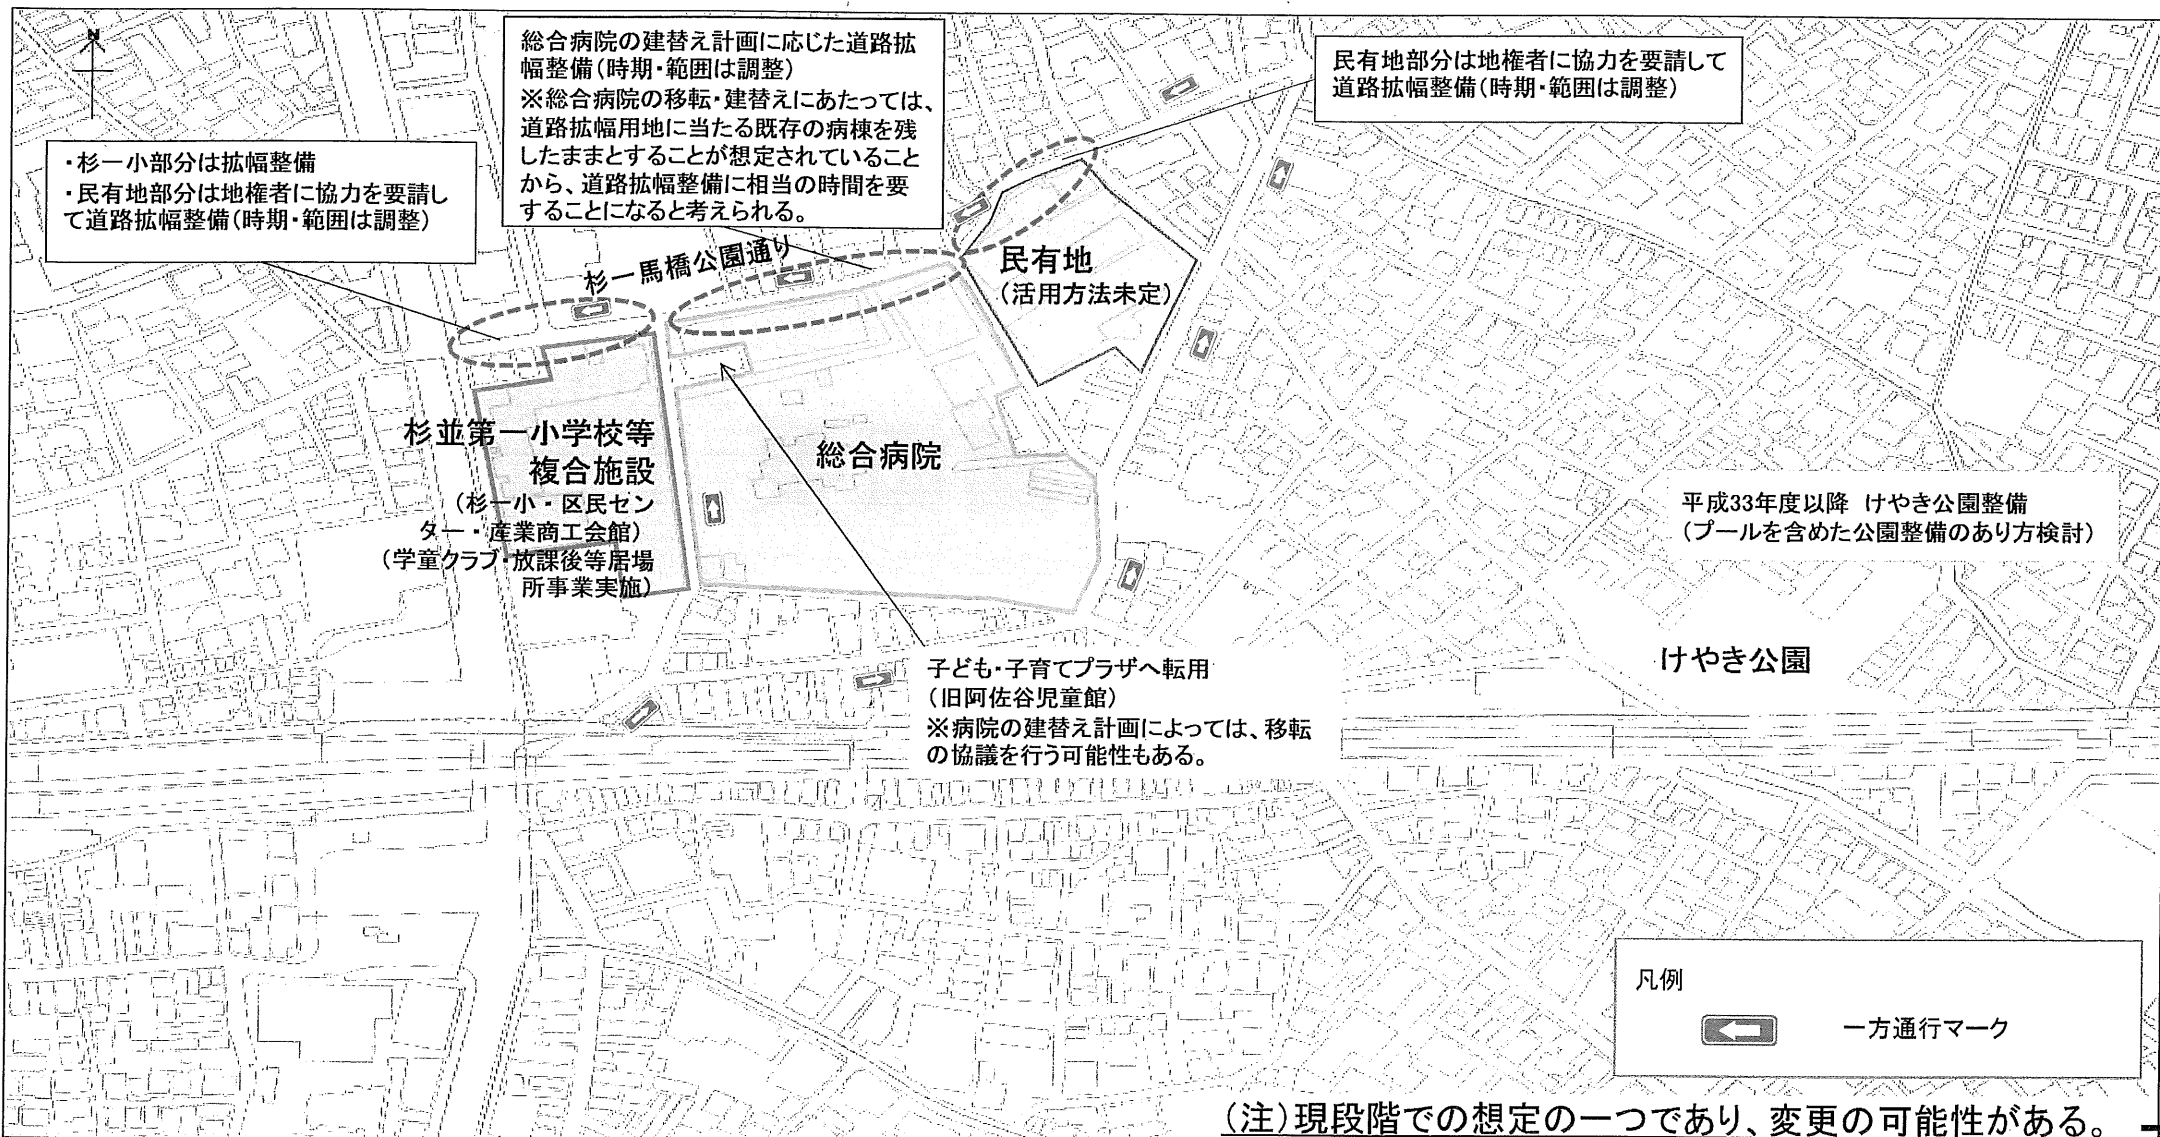 N
総合病院の建替え計画に応じた道路拡
幅整備(時期・範囲は調整)
※総合病院の移転・建替えにあたっては、
道路拡幅用地に当たる既存の病棟を残
したままとすることが想定されていること
から、道路拡幅整備に相当の時間を要
することになると考えられる。
民有地部分は地権者に協力を要請して
道路拡幅整備(時期・範囲は調整)
・杉一小部分は拡幅整備
・民有地部分は地権者に協力を要請し
て道路拡幅整備(時期・範囲は調整)
杉一馬橋公園通り
民有地
(活用方法未定)
杉並第一小学校等
複合施設
(杉一小・区民セン
ター・産業商工会館)
(学童クラブ・放課後等居場
所事業実施)
総合病院
平成33年度以降 けやき公園整備
(プールを含めた公園整備のあり方検討)
けやき公園
子ども・子育てプラザへ転用
(旧阿佐谷児童館)
※病院の建替え計画によっては、移転
の協議を行う可能性もある。
凡例
一方通行マーク
(注)現段階での想定の一つであり、変更の可能性がある。